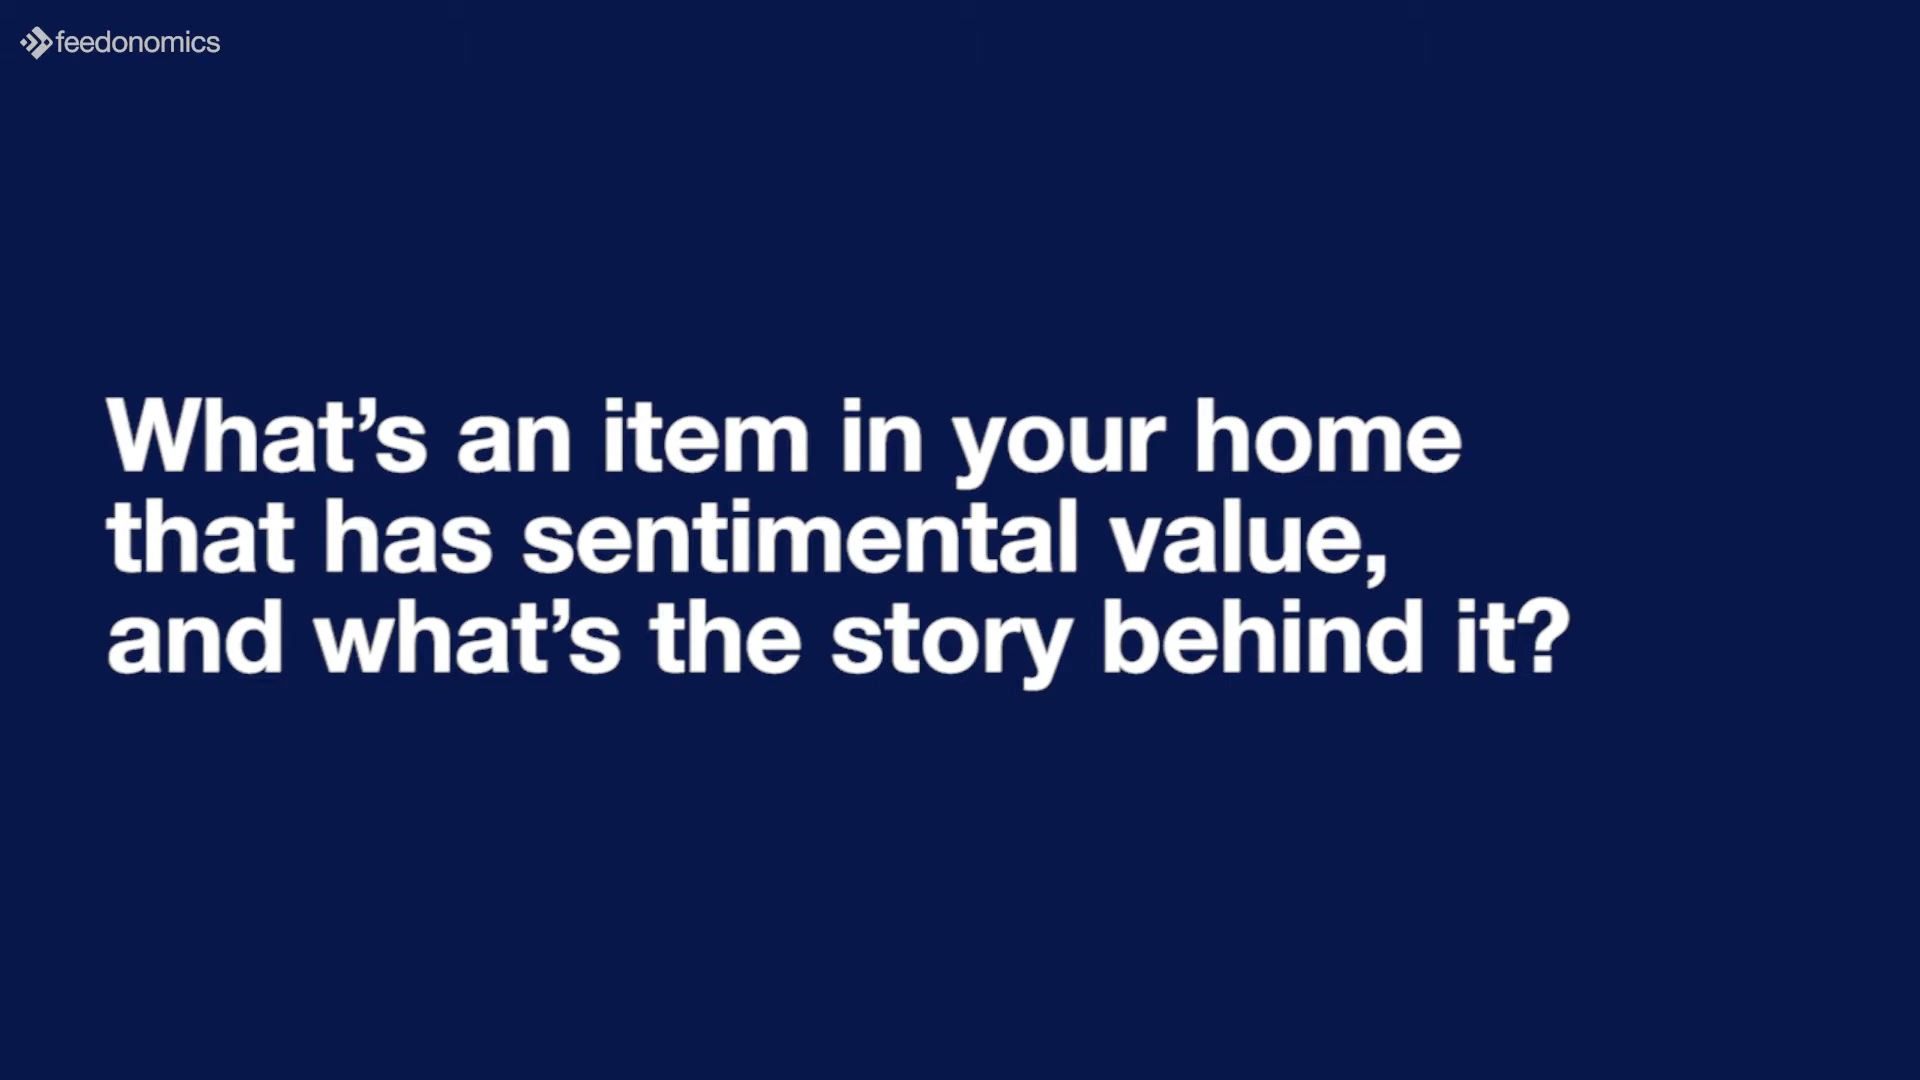 feedonomics
What’s an item in your home
that has sentimental value,
and what’s the story behind it?